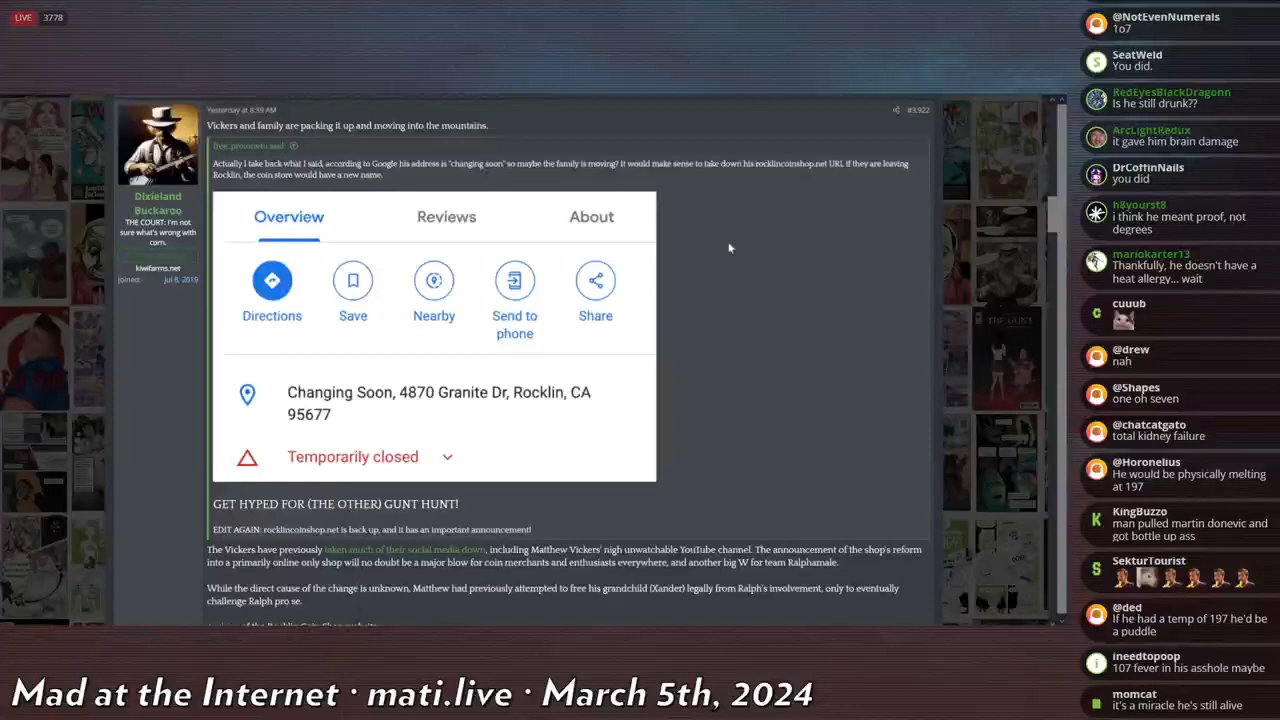 LIVE 3778
Yesterday at 8:39 AM
#3,922
Vickers and family are packing it up and moving into the mountains.
Actually I take back what I said, according to Google his address is "changing soon" so maybe the family is moving? It would make sense to take down his rocklincoinshop.net URL if they are leaving
Rocklin, the coin store would have a new name.
Dixieland
Buckaroo
THE COURT: I'm not
sure what's wrong with
corn.
kiwifarms.net
Joined: Jul 8, 2019
Overview
Reviews
About
Directions
Save
Nearby
Send to
phone
Share
Changing Soon, 4870 Granite Dr, Rocklin, CA
95677
Temporarily closed
GET HYPED FOR (THE OTHER) GUNT HUNT!
EDIT AGAIN: rocklincoinshop.net is back up, and it has an important announcement!
The Vickers have previously taken much of their social media down, including Matthew Vickers' nigh unwatchable YouTube channel. The announcement of the shop's reform
into a primarily online only shop will no doubt be a major blow for coin merchants and enthusiasts everywhere, and another big W for team Ralphamale.
While the direct cause of the change is unknown, Matthew had previously attempted to free his grandchild (Xander) legally from Ralph's involvement, only to eventually
challenge Ralph pro se.
THE GUEST
@NotEvenNumerals
1o7
SeatWeld
You did.
RedEyesBlackDragonn
Is he still drunk??
ArcLightRedux
it gave him brain damage
DrCoffinNails
you did
h8yourst8
i think he meant proof, not
degrees
mariokarter13
Thankfully, he doesn't have a
heat allergy... wait
cuuub
@drew
nah
@Shapes
one oh seven
@chatcatgato
total kidney failure
@Horonelius
He would be physically melting
at 197
KingBuzzo
man pulled martin donevic and
got bottle up ass
SekturTourist
@ded
If he had a temp of 197 he'd be
a puddle
ineedtopoop
107 fever in his asshole maybe
momcat
it's a miracle he's still alive
Mad at the Internet · mati.live · March 5th, 2024